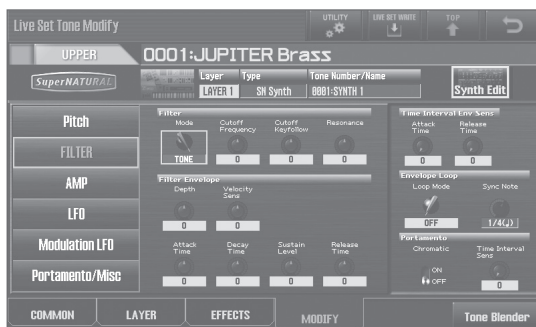 Live Set Tone Modify
UTILITY
LIVE SET WRITE
TOP
UPPER
0001:JUPITER Brass
SuperNATURAL
Layer
Type
Tone Number/Name
LAYER 1
SN Synth
0001:SYNTH 1
Synth Edit
Pitch
FILTER
AMP
LFO
Modulation LFO
Portamento/Misc
Filter
Mode
Cutoff Frequency
Cutoff Keyfollow
Resonance
TONE
0
0
0
Filter Envelope
Depth
Velocity Sens
0
0
Attack Time
Decay Time
Sustain Level
Release Time
0
0
0
0
Time Interval Env Sens
Attack Time
Release Time
0
0
Envelope Loop
Loop Mode
Sync Note
OFF
1/4(♩)
Portamento
Chromatic
Time Interval Sens
ON
OFF
0
COMMON
LAYER
EFFECTS
MODIFY
Tone Blender